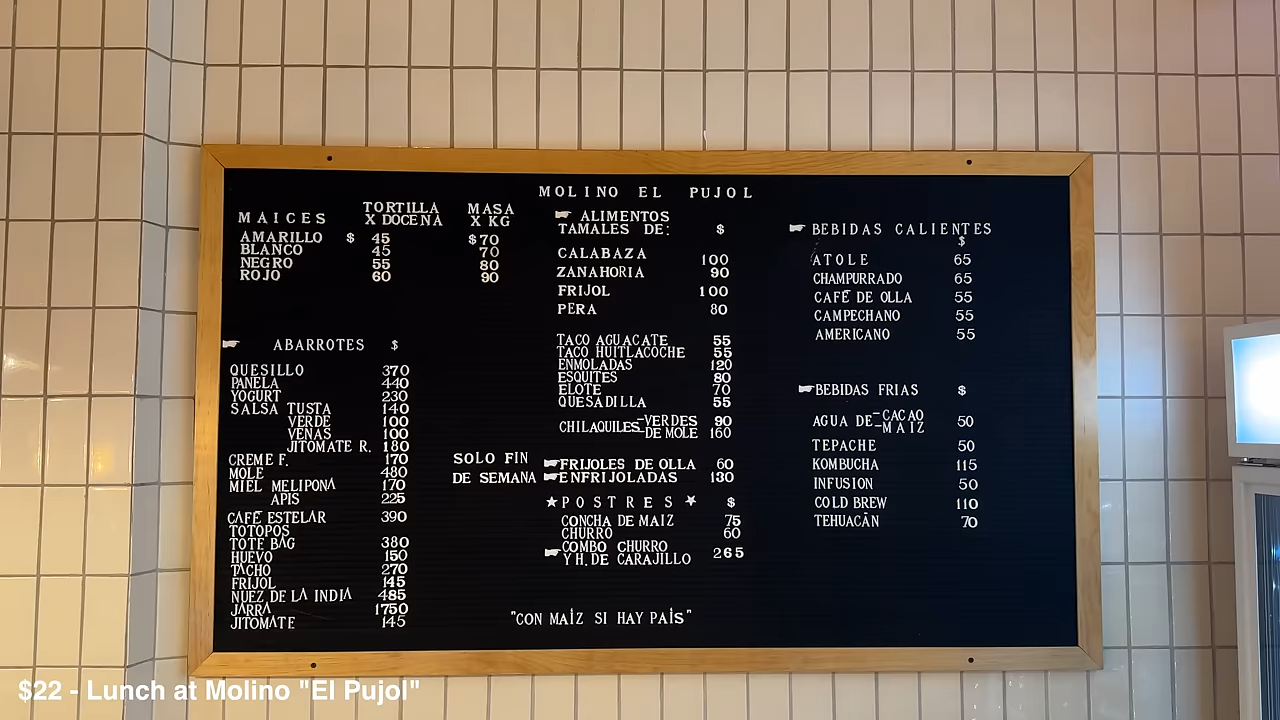 MOLINO EL PUJOL
MAICES TORTILLA X DOCENA MASA X KG
AMARILLO $ 45 $70
BLANCO 45 70
NEGRO 55 80
ROJO 60 90
ABARROTES $
QUESILLO 370
PANELA 440
YOGURT 230
SALSA TUSTA 140
VERDE 100
VENAS 100
JITOMATE R. 180
CREME F. 170
MOLE 480
MIEL MELIPONA 170
APIS 225
CAFE ESTELAR 390
TOTOPOS
TOTE BAG 380
HUEVO 150
TACHO 270
FRIJOL 145
NUEZ DE LA INDIA 485
JARRA 1750
JITOMATE 145
ALIMENTOS
TAMALES DE: $
CALABAZA 100
ZANAHORIA 90
FRIJOL 100
PERA 80
TACO AGUACATE 55
TACO HUITLACOCHE 55
ENMOLADAS 120
ESQUITES 80
ELOTE 70
QUESADILLA 55
CHILAQUILES-VERDES 90
-DE MOLE 160
SOLO FIN
DE SEMANA
FRIJOLES DE OLLA 60
ENFRIJOLADAS 130
★POSTRES★ $
CONCHA DE MAIZ 75
CHURRO 60
COMBO CHURRO
Y H. DE CARAJILLO 265
"CON MAÍZ SI HAY PAÍS"
BEBIDAS CALIENTES
$
ATOLE 65
CHAMPURRADO 65
CAFÉ DE OLLA 55
CAMPECHANO 55
AMERICANO 55
BEBIDAS FRIAS $
AGUA DE-CACAO 50
-MAIZ
TEPACHE 50
KOMBUCHA 115
INFUSION 50
COLD BREW 110
TEHUACÁN 70
$22 - Lunch at Molino "El Pujol"